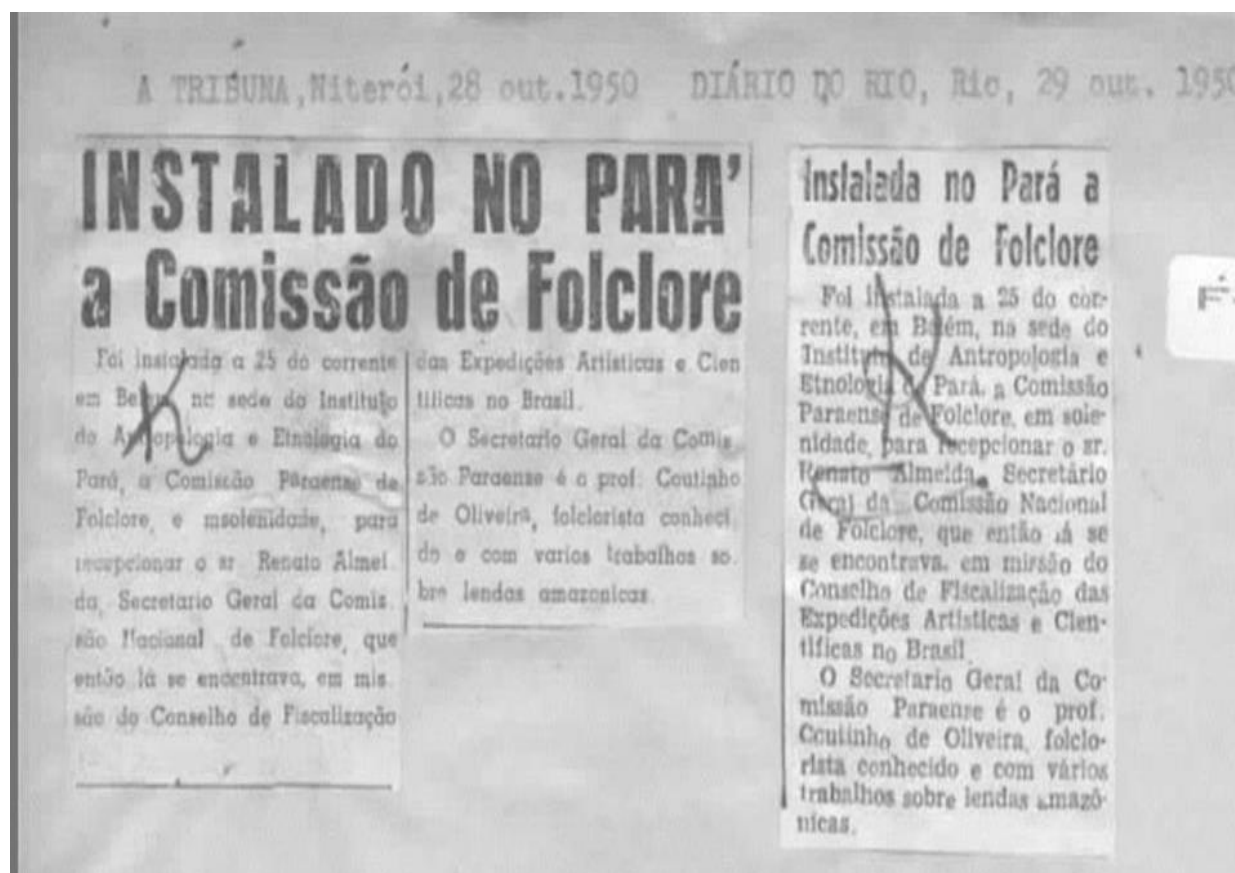 A TRIBUNA, Niterói, 28 out. 1950
INSTALADO NO PARA'
a Comissão de Folclore
Foi instalada a 25 do corrente
em Belem, na sede do Instituto
de Antropologia e Etnologia do
Pará, a Comissão Paraense de
Folclore, e msolenidade, para
recepcionar o sr Renato Almei.
da, Secretario Geral da Comis.
são Nacional de Folclore, que
então lá se encentrava, em mis.
são do Conselho de Fiscalização
das Expedições Artísticas e Cien
tíficas no Brasil.
O Secretario Geral da Comis
são Paraense é o prof. Coutinho
de Oliveira, folclorista conheci.
do e com varios trabalhos so.
bre lendas amazonicas.
DIÁRIO DO RIO, Rio, 29 out. 1950
Instalada no Pará a
Comissão de Folclore
Foi instalada a 25 do cor-
rente, em Belém, na sede do
Instituto de Antropologia e
Etnologia do Pará, a Comissão
Paraense de Folclore, em sole-
nidade, para recepcionar o sr.
Renato Almeida, Secretário
Geral da Comissão Nacional
de Folclore, que então lá se
se encontrava, em missão do
Conselho de Fiscalização das
Expedições Artísticas e Cien-
tíficas no Brasil.
O Secretario Geral da Co-
missão Paraense é o prof.
Coutinho de Oliveira, folclo-
rista conhecido e com vários
trabalhos sobre lendas amazô-
nicas.